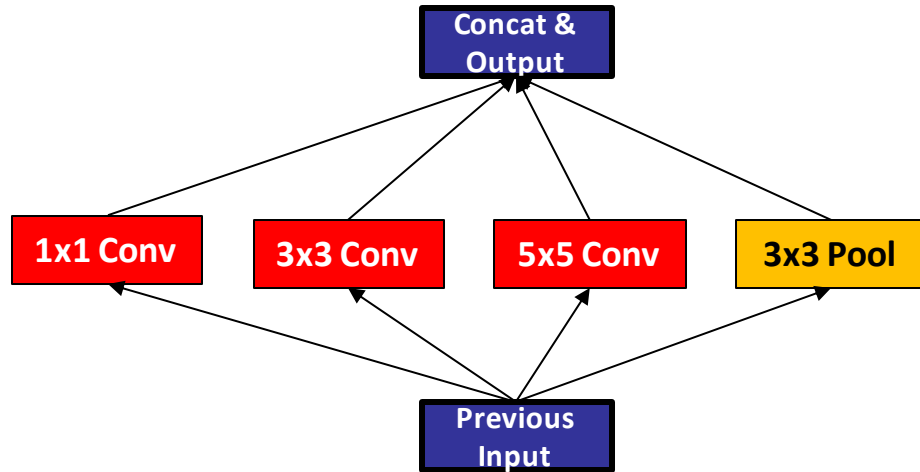 Concat &
Output
1x1 Conv
3x3 Conv
5x5 Conv
3x3 Pool
Previous
Input